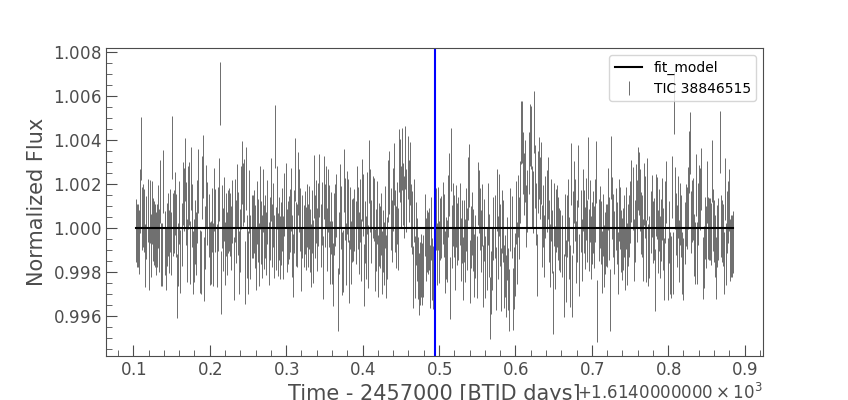 1.008
1.006
1.004
1.002
1.000
0.998
0.996
Normalized Flux
fit_model
TIC 38846515
0.1 0.2 0.3 0.4 0.5 0.6 0.7 0.8 0.9
Time - 2457000 [BTJD days]
+1.6140000000 × 10³